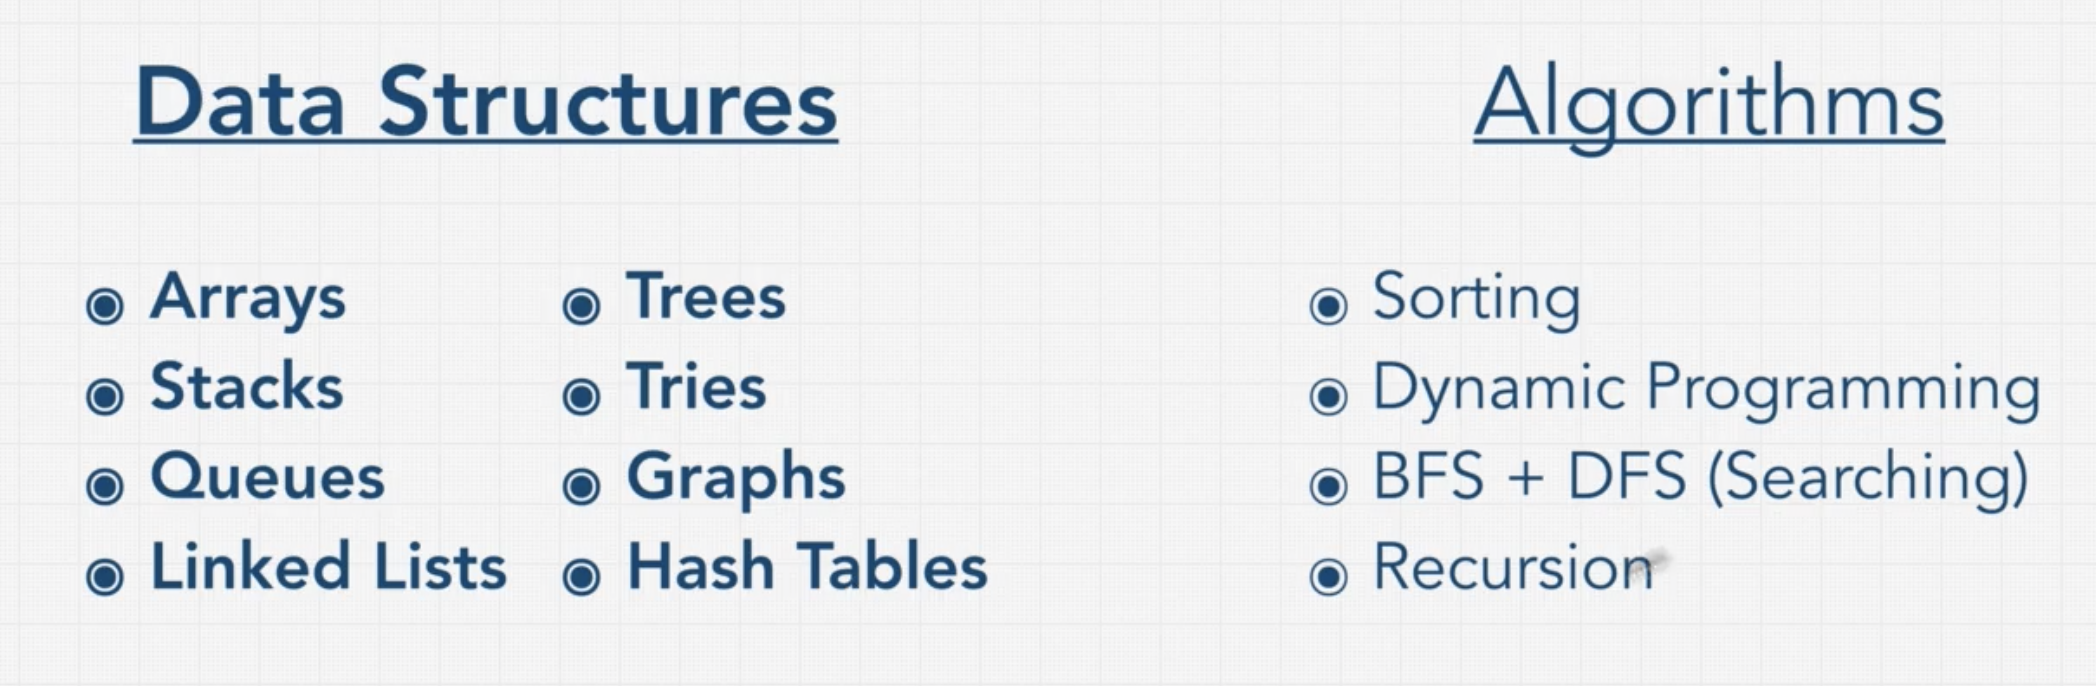 Data Structures
Arrays
Stacks
Queues
Linked Lists
Trees
Tries
Graphs
Hash Tables
Algorithms
Sorting
Dynamic Programming
BFS + DFS (Searching)
Recursion